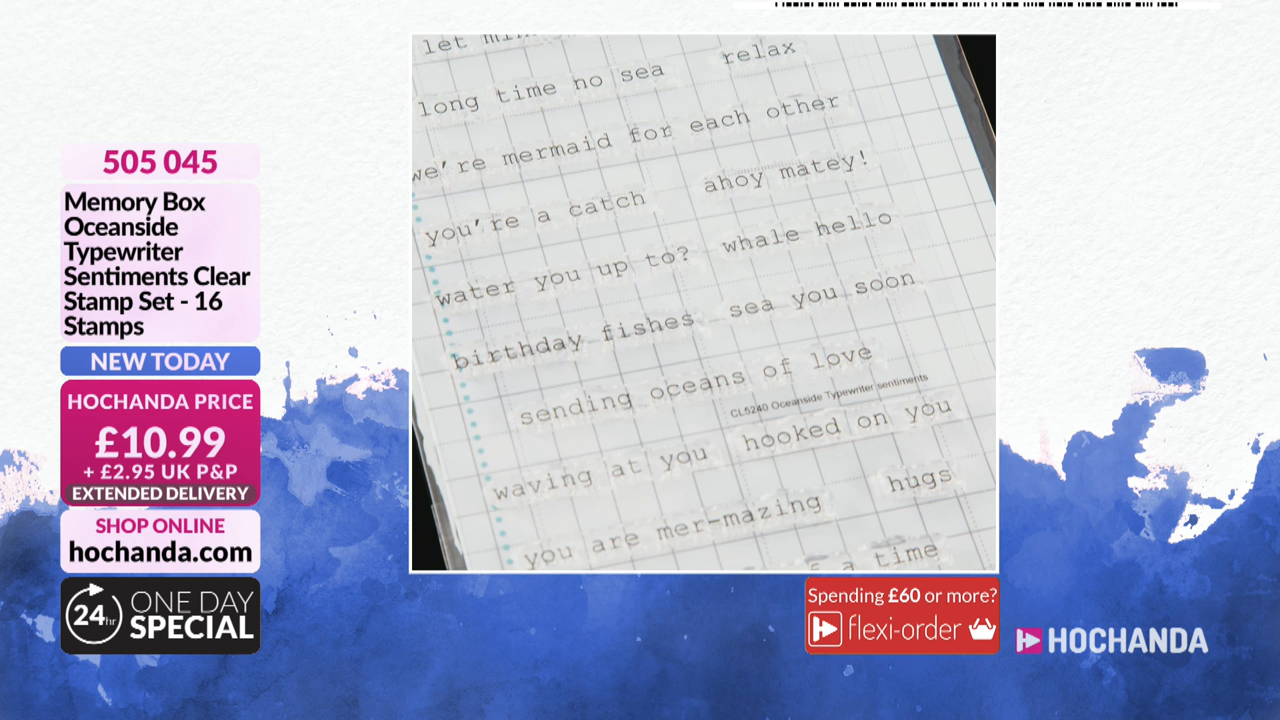 505 045
Memory Box
Oceanside
Typewriter
Sentiments Clear
Stamp Set - 16
Stamps
NEW TODAY
HOCHANDA PRICE
£10.99
+ £2.95 UK P&P
EXTENDED DELIVERY
SHOP ONLINE
hochanda.com
24hr ONE DAY
SPECIAL
let
long time no sea relax
we're mermaid for each other
you're a catch ahoy matey!
water you up to? whale hello
birthday fishes sea you soon
sending oceans of love
CL5240 Oceanside Typewriter sentiments
waving at you hooked on you
you are mer-mazing hugs
a time
Spending £60 or more?
flexi-order
HOCHANDA